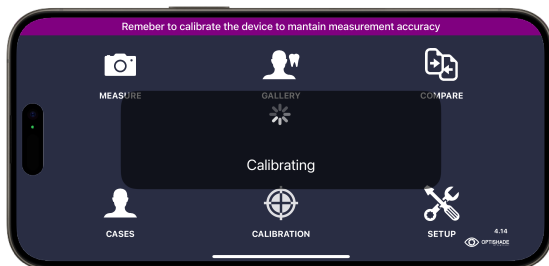 Remeber to calibrate the device to mantain measurement accuracy
MEASURE GALLERY COMPARE
Calibrating
CASES CALIBRATION SETUP
4.14
OPTISHADE